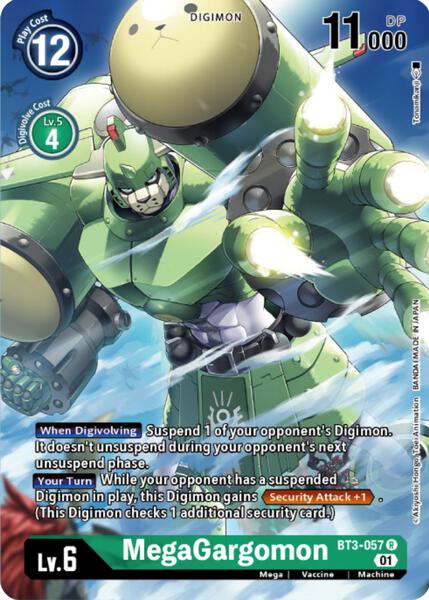 Play Cost
12
DIGIMON
11000
DP
Digivolve Cost
Lv.5
4
Tonamikanji
When Digivolving Suspend 1 of your opponent's Digimon.
It doesn't unsuspend during your opponent's next
unsuspend phase.
Your Turn While your opponent has a suspended
Digimon in play, this Digimon gains Security Attack +1 .
(This Digimon checks 1 additional security card.)
©Akiyoshi Hongo, Toei Animation BANDAI MADE IN JAPAN
Lv.6
MegaGargomon
BT3-057 R
01
Mega | Vaccine | Machine